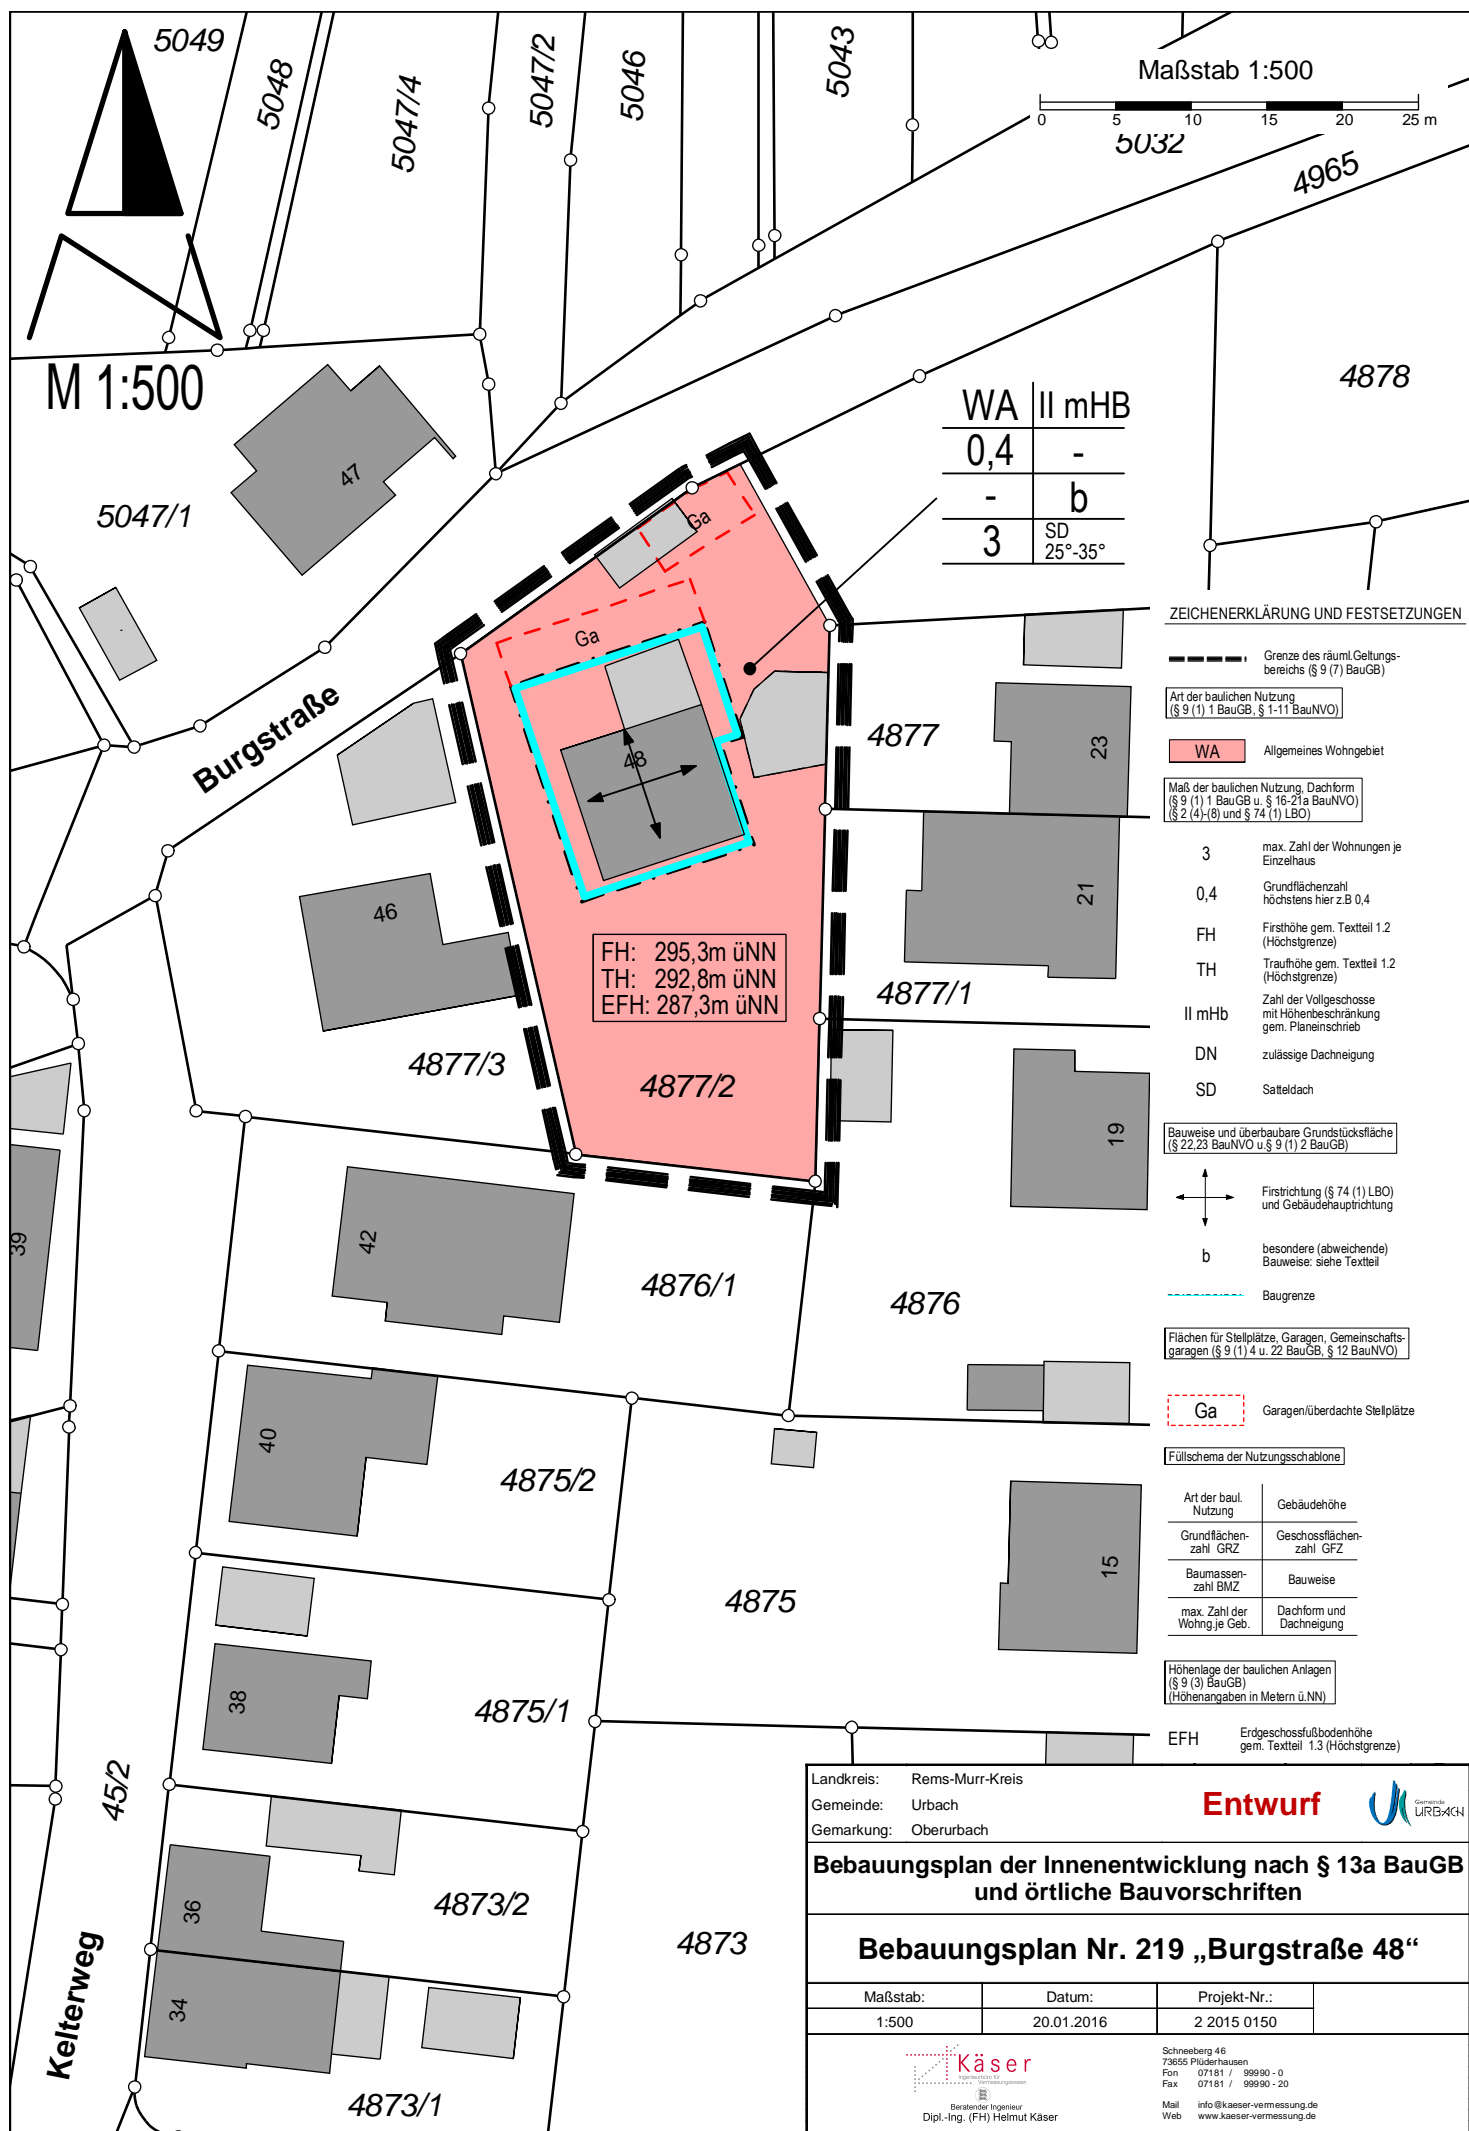 5049
5048
5047/4
5047/2
5046
5043
Maßstab 1:500
0 5 10 15 20 25 m
5032
4965
M 1:500
4878
WA II mHB
0,4 -
- b
3 SD
25°-35°
47
5047/1
Ga
Ga
Burgstraße
48
46
4877
23
21
4877/1
FH: 295,3m üNN
TH: 292,8m üNN
EFH: 287,3m üNN
4877/3
4877/2
19
39
42
4876/1
4876
40
4875/2
4875
15
38
4875/1
45/2
36
4873/2
4873
34
Kelterweg
4873/1
ZEICHENERKLÄRUNG UND FESTSETZUNGEN
Grenze des räuml.Geltungs-
bereichs (§ 9 (7) BauGB)
Art der baulichen Nutzung
(§ 9 (1) 1 BauGB, § 1-11 BauNVO)
WA Allgemeines Wohngebiet
Maß der baulichen Nutzung, Dachform
(§ 9 (1) 1 BauGB u. § 16-21a BauNVO)
(§ 2 (4)-(8) und § 74 (1) LBO)
3 max. Zahl der Wohnungen je
Einzelhaus
0,4 Grundflächenzahl
höchstens hier z.B 0,4
FH Firsthöhe gem. Textteil 1.2
(Höchstgrenze)
TH Traufhöhe gem. Textteil 1.2
(Höchstgrenze)
II mHb Zahl der Vollgeschosse
mit Höhenbeschränkung
gem. Planeinschrieb
DN zulässige Dachneigung
SD Satteldach
Bauweise und überbaubare Grundstücksfläche
(§ 22,23 BauNVO u.§ 9 (1) 2 BauGB)
Firstrichtung (§ 74 (1) LBO)
und Gebäudehauptrichtung
b besondere (abweichende)
Bauweise: siehe Textteil
Baugrenze
Flächen für Stellplätze, Garagen, Gemeinschafts-
garagen (§ 9 (1) 4 u. 22 BauGB, § 12 BauNVO)
Ga Garagen/überdachte Stellplätze
Füllschema der Nutzungsschablone
Art der baul. Nutzung Gebäudehöhe
Grundflächen-zahl GRZ Geschossflächen-zahl GFZ
Baumassen-zahl BMZ Bauweise
max. Zahl der Wohng.je Geb. Dachform und Dachneigung
Höhenlage der baulichen Anlagen
(§ 9 (3) BauGB)
(Höhenangaben in Metern ü.NN)
EFH Erdgeschossfußbodenhöhe
gem. Textteil 1.3 (Höchstgrenze)
Landkreis: Rems-Murr-Kreis
Gemeinde: Urbach
Gemarkung: Oberurbach
Entwurf
Gemeinde
URBACH
Bebauungsplan der Innenentwicklung nach § 13a BauGB
und örtliche Bauvorschriften
Bebauungsplan Nr. 219 „Burgstraße 48“
Maßstab: Datum: Projekt-Nr.:
1:500 20.01.2016 2 2015 0150
Käser
Ingenieurbüro für
Vermessungswesen
Beratender Ingenieur
Dipl.-Ing. (FH) Helmut Käser
Schneeberg 46
73655 Plüderhausen
Fon 07181 / 99990 - 0
Fax 07181 / 99990 - 20
Mail info@kaeser-vermessung.de
Web www.kaeser-vermessung.de